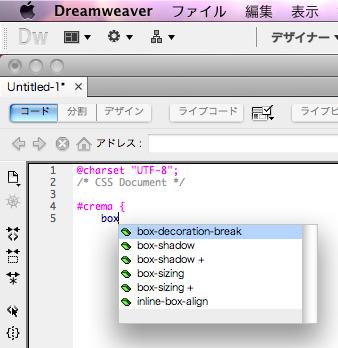 Dreamweaver ファイル 編集 表示
Dw デザイナー
Untitled-1* ×
コード 分割 デザイン ライブコード ライブビ
アドレス:
1 @charset "UTF-8";
2 /* CSS Document */
3
4 #crema {
5 box
box-decoration-break
box-shadow
box-shadow +
box-sizing
box-sizing +
inline-box-align